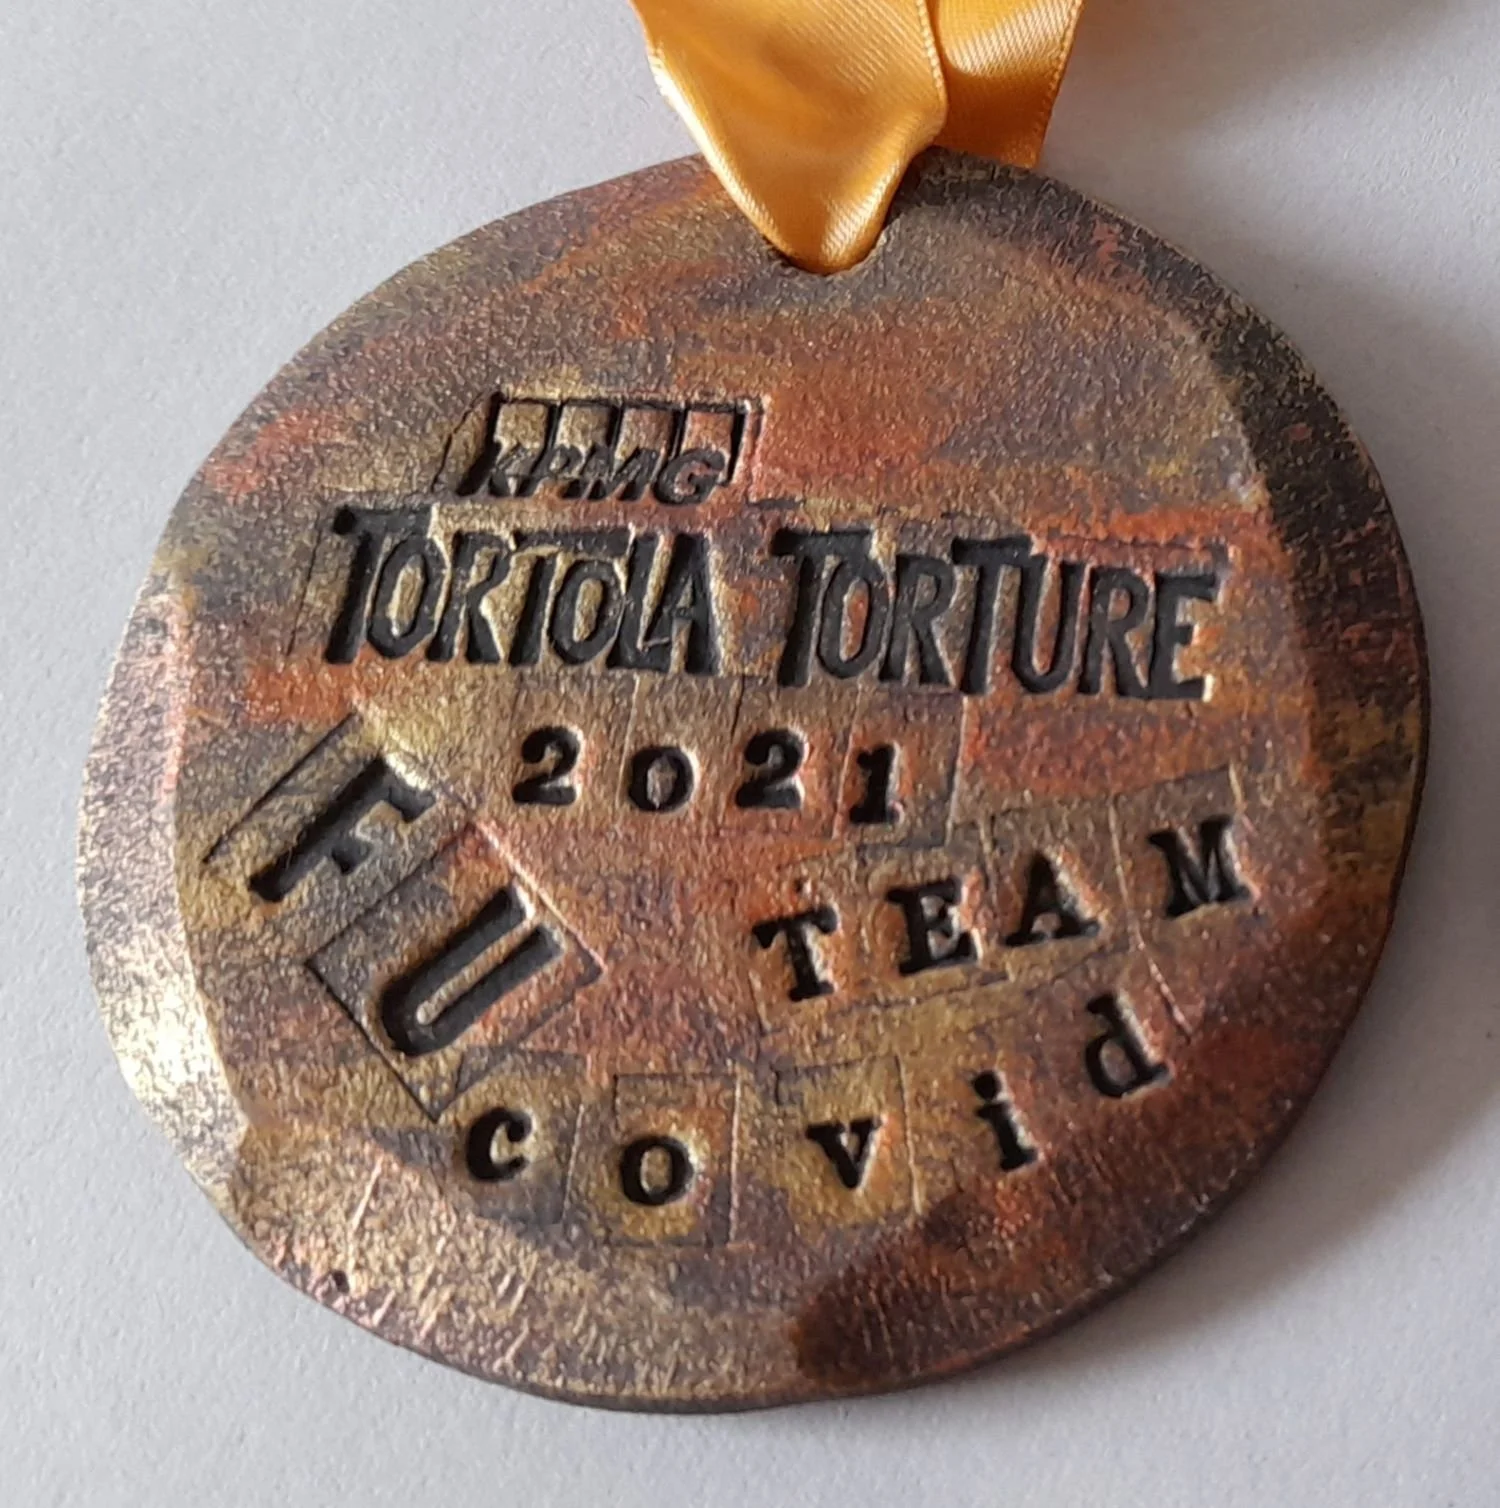 KPMG
TORTOLA TORTURE
2021
FU
TEAM
covid